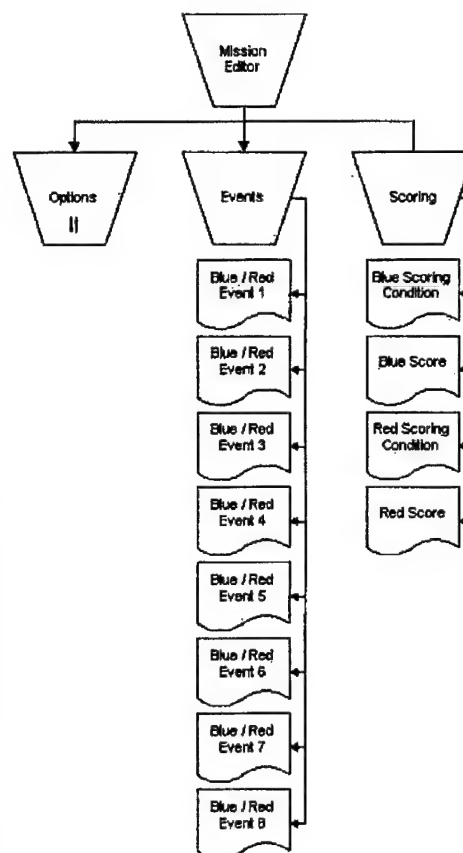 Mission
Editor
Options
Events
Scoring
Blue / Red
Event 1
Blue / Red
Event 2
Blue / Red
Event 3
Blue / Red
Event 4
Blue / Red
Event 5
Blue / Red
Event 6
Blue / Red
Event 7
Blue / Red
Event 8
Blue Scoring
Condition
Blue Score
Red Scoring
Condition
Red Score